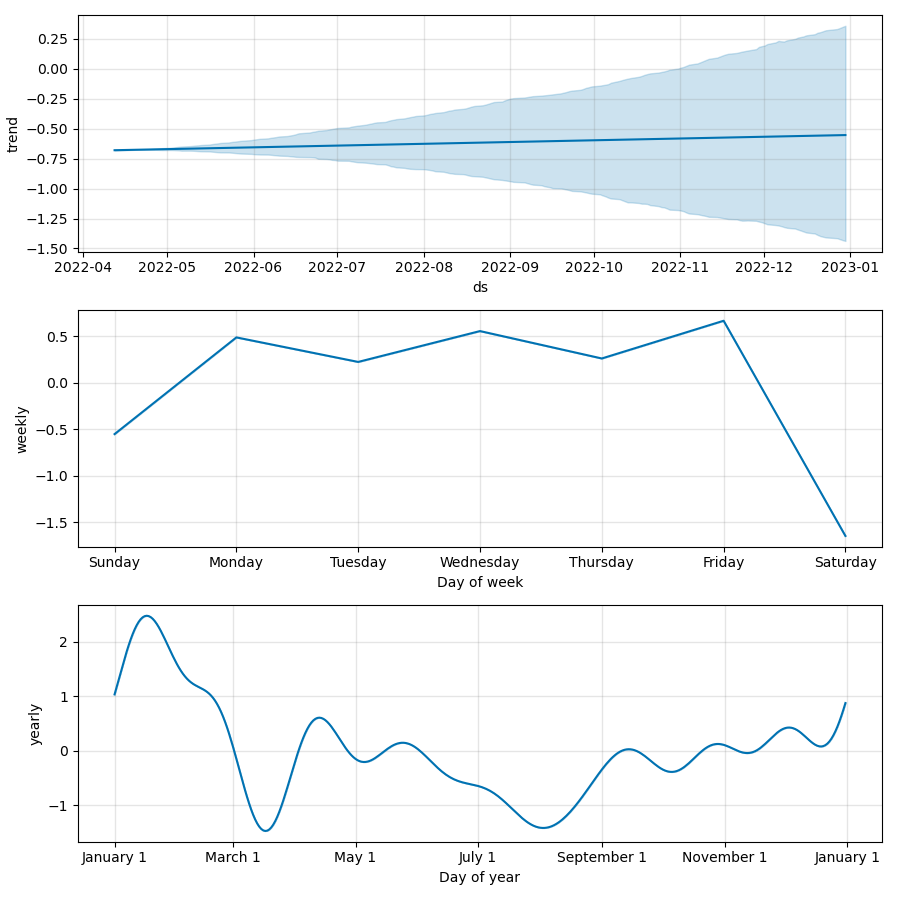 0.25
0.00
−0.25
−0.50
−0.75
−1.00
−1.25
−1.50
trend
2022-04 2022-05 2022-06 2022-07 2022-08 2022-09 2022-10 2022-11 2022-12 2023-01
ds
0.5
0.0
−0.5
−1.0
−1.5
weekly
Sunday Monday Tuesday Wednesday Thursday Friday Saturday
Day of week
2
1
0
−1
yearly
January 1 March 1 May 1 July 1 September 1 November 1 January 1
Day of year